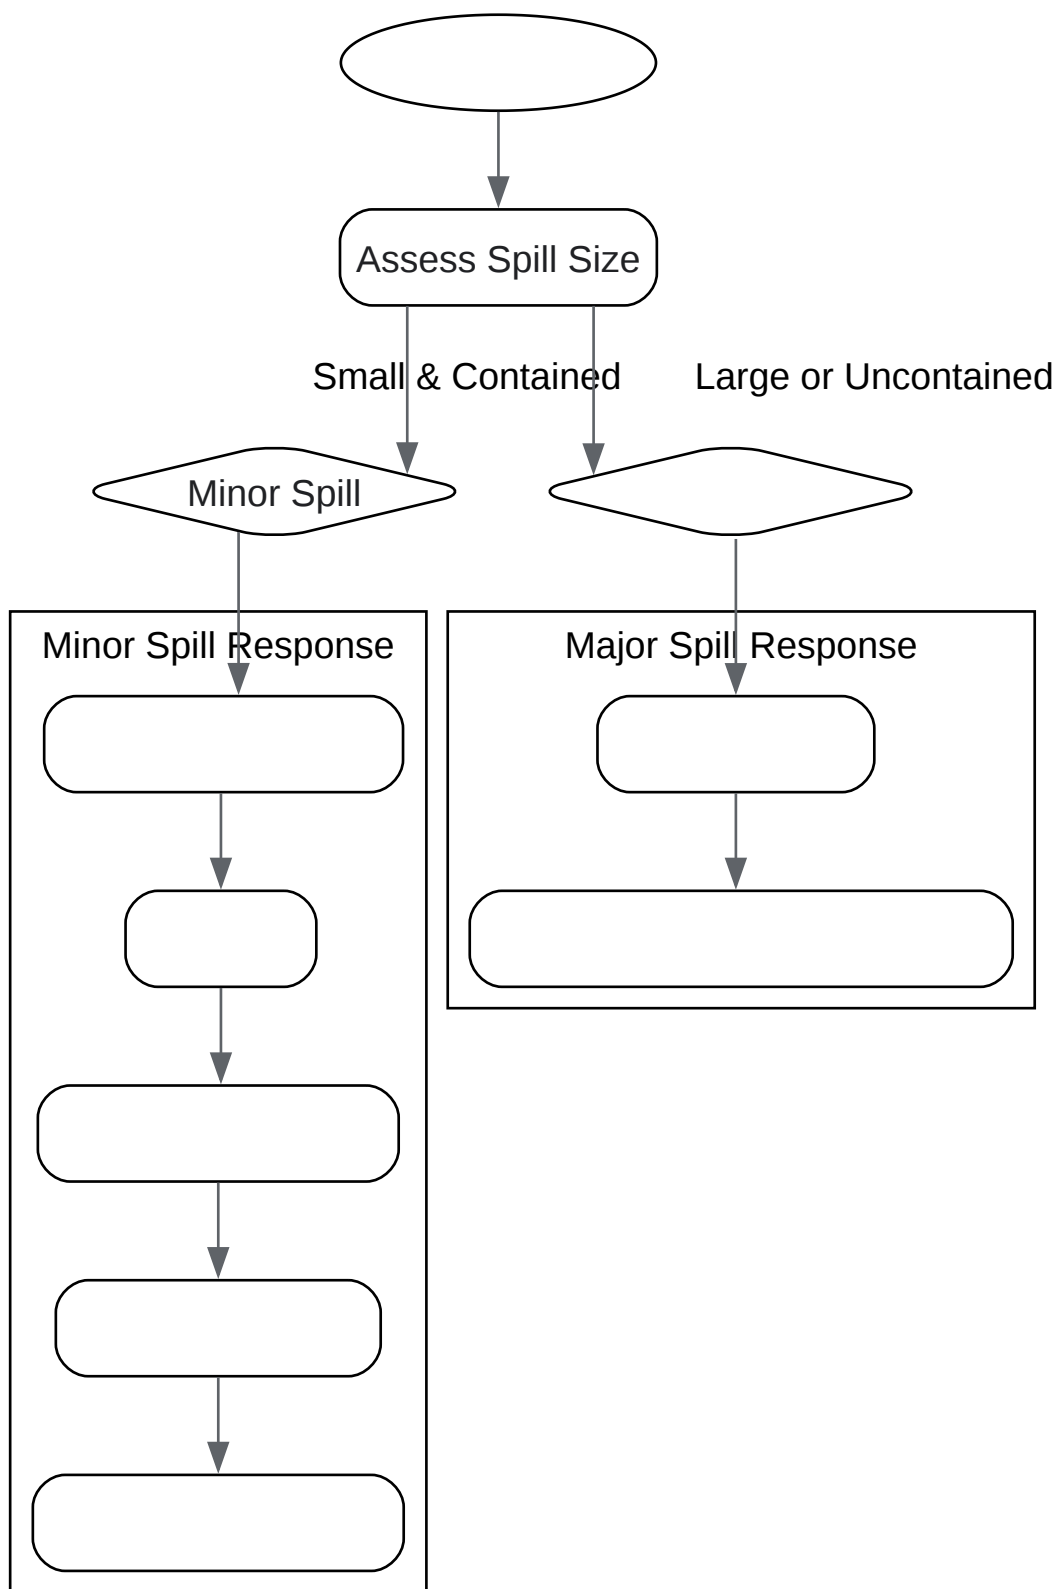 Assess Spill Size
Small & Contained
Large or Uncontained
Minor Spill
Minor Spill Response
Major Spill Response